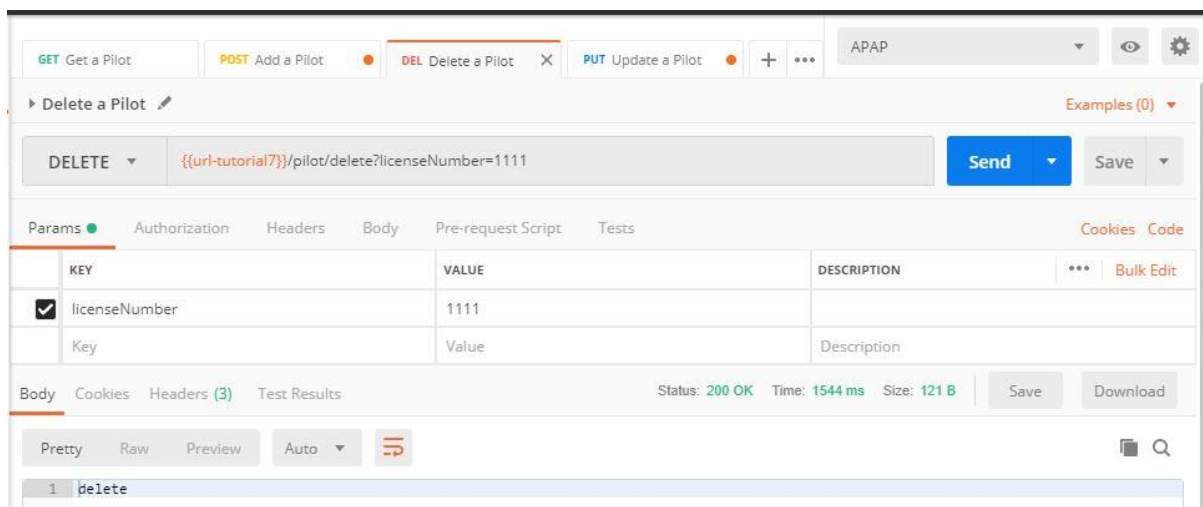 GET Get a Pilot POST Add a Pilot DEL Delete a Pilot PUT Update a Pilot APAP
Delete a Pilot Examples (0)
DELETE {{url-tutorial7}}/pilot/delete?licenseNumber=1111 Send Save
Params Authorization Headers Body Pre-request Script Tests Cookies Code
KEY VALUE DESCRIPTION Bulk Edit
licenseNumber 1111
Key Value Description
Body Cookies Headers (3) Test Results Status: 200 OK Time: 1544 ms Size: 121 B Save Download
Pretty Raw Preview Auto
1 delete